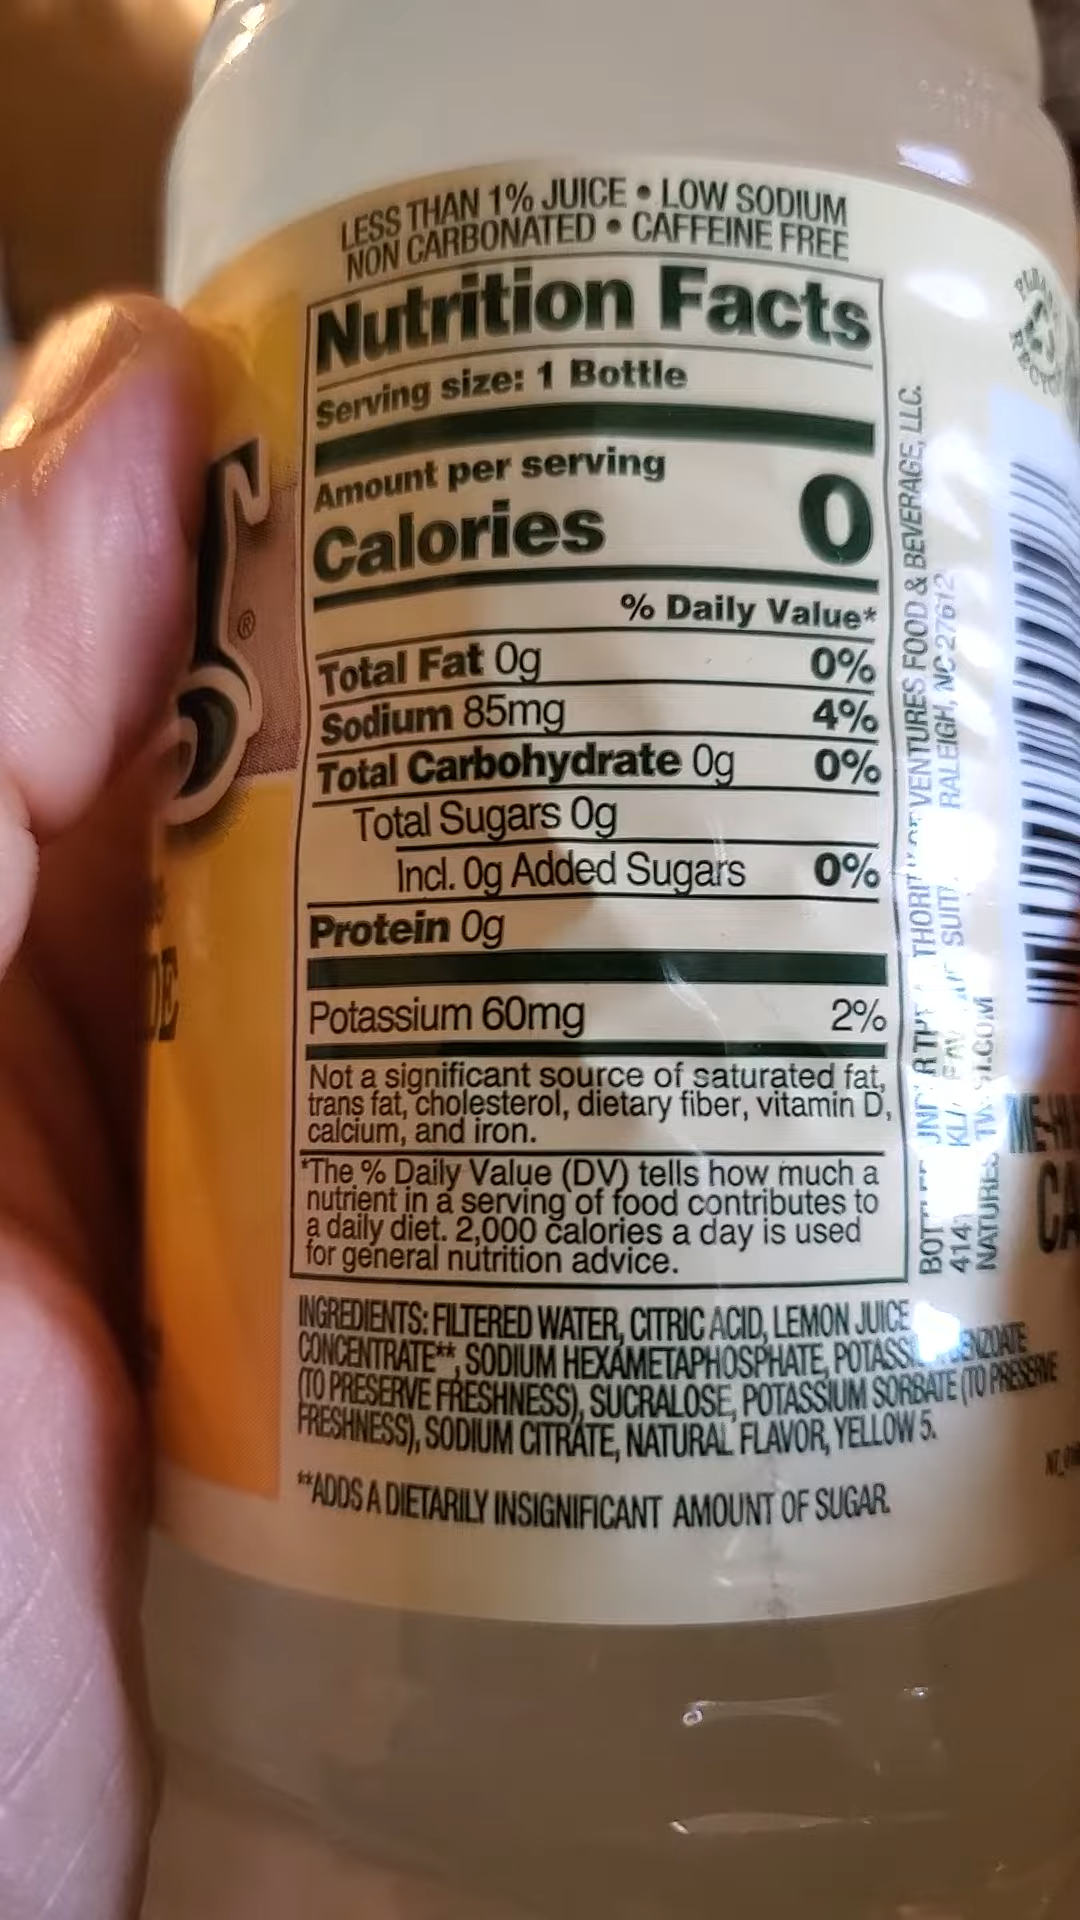 LESS THAN 1% JUICE • LOW SODIUM
NON CARBONATED • CAFFEINE FREE
Nutrition Facts
Serving size: 1 Bottle
Amount per serving
Calories 0
% Daily Value*
Total Fat 0g 0%
Sodium 85mg 4%
Total Carbohydrate 0g 0%
Total Sugars 0g
Incl. 0g Added Sugars 0%
Protein 0g
Potassium 60mg 2%
Not a significant source of saturated fat,
trans fat, cholesterol, dietary fiber, vitamin D,
calcium, and iron.
*The % Daily Value (DV) tells how much a
nutrient in a serving of food contributes to
a daily diet. 2,000 calories a day is used
for general nutrition advice.
INGREDIENTS: FILTERED WATER, CITRIC ACID, LEMON JUICE
CONCENTRATE**, SODIUM HEXAMETAPHOSPHATE,
(TO PRESERVE FRESHNESS), SUCRALOSE, POTASSIUM SORBATE (TO PRESERVE
FRESHNESS), SODIUM CITRATE, NATURAL FLAVOR, YELLOW 5.
**ADDS A DIETARILY INSIGNIFICANT AMOUNT OF SUGAR.
VENTURES FOOD & BEVERAGE, LLC.
RALEIGH, NC 27612
®
DE
PLEASE
CA